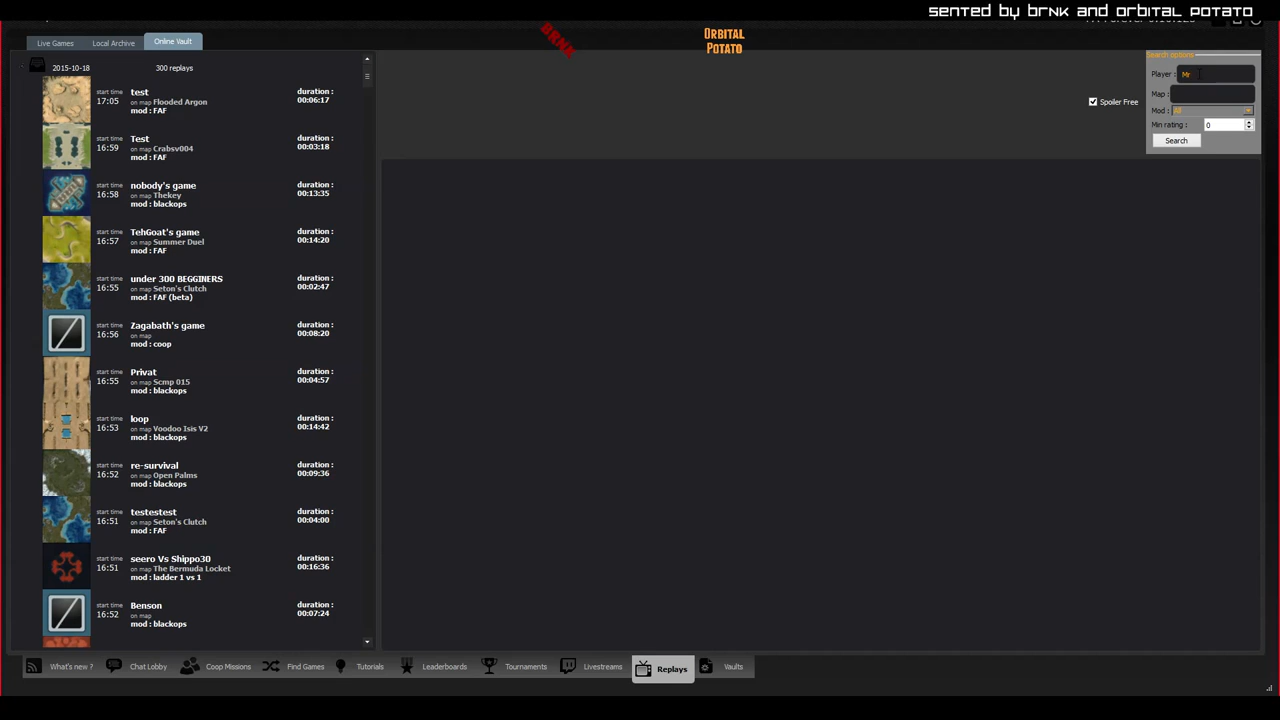 sented by brnk and orbital potato
BRNK
ORBITAL
POTATO
Live Games
Local Archive
Online Vault
2015-10-18
300 replays
start time
17:05
test
on map Flooded Argon
mod : FAF
duration :
00:06:17
start time
16:59
Test
on map Crabsv004
mod : FAF
duration :
00:03:18
start time
16:58
nobody's game
on map Thekey
mod : blackops
duration :
00:13:35
start time
16:57
TehGoat's game
on map Summer Duel
mod : FAF
duration :
00:14:20
start time
16:55
under 300 BEGGINERS
on map Seton's Clutch
mod : FAF (beta)
duration :
00:02:47
start time
16:56
Zagabath's game
on map
mod : coop
duration :
00:08:20
start time
16:55
Privat
on map Scmp 015
mod : blackops
duration :
00:04:57
start time
16:53
loop
on map Voodoo Isis V2
mod : blackops
duration :
00:14:42
start time
16:52
re-survival
on map Open Palms
mod : blackops
duration :
00:09:36
start time
16:51
testestest
on map Seton's Clutch
mod : FAF
duration :
00:04:00
start time
16:51
seero Vs Shippo30
on map The Bermuda Locket
mod : ladder 1 vs 1
duration :
00:16:36
start time
16:52
Benson
on map
mod : blackops
duration :
00:07:24
Spoiler Free
Search options
Player : Mr
Map :
Mod : All
Min rating : 0
Search
What's new ?
Chat Lobby
Coop Missions
Find Games
Tutorials
Leaderboards
Tournaments
Livestreams
Replays
Vaults